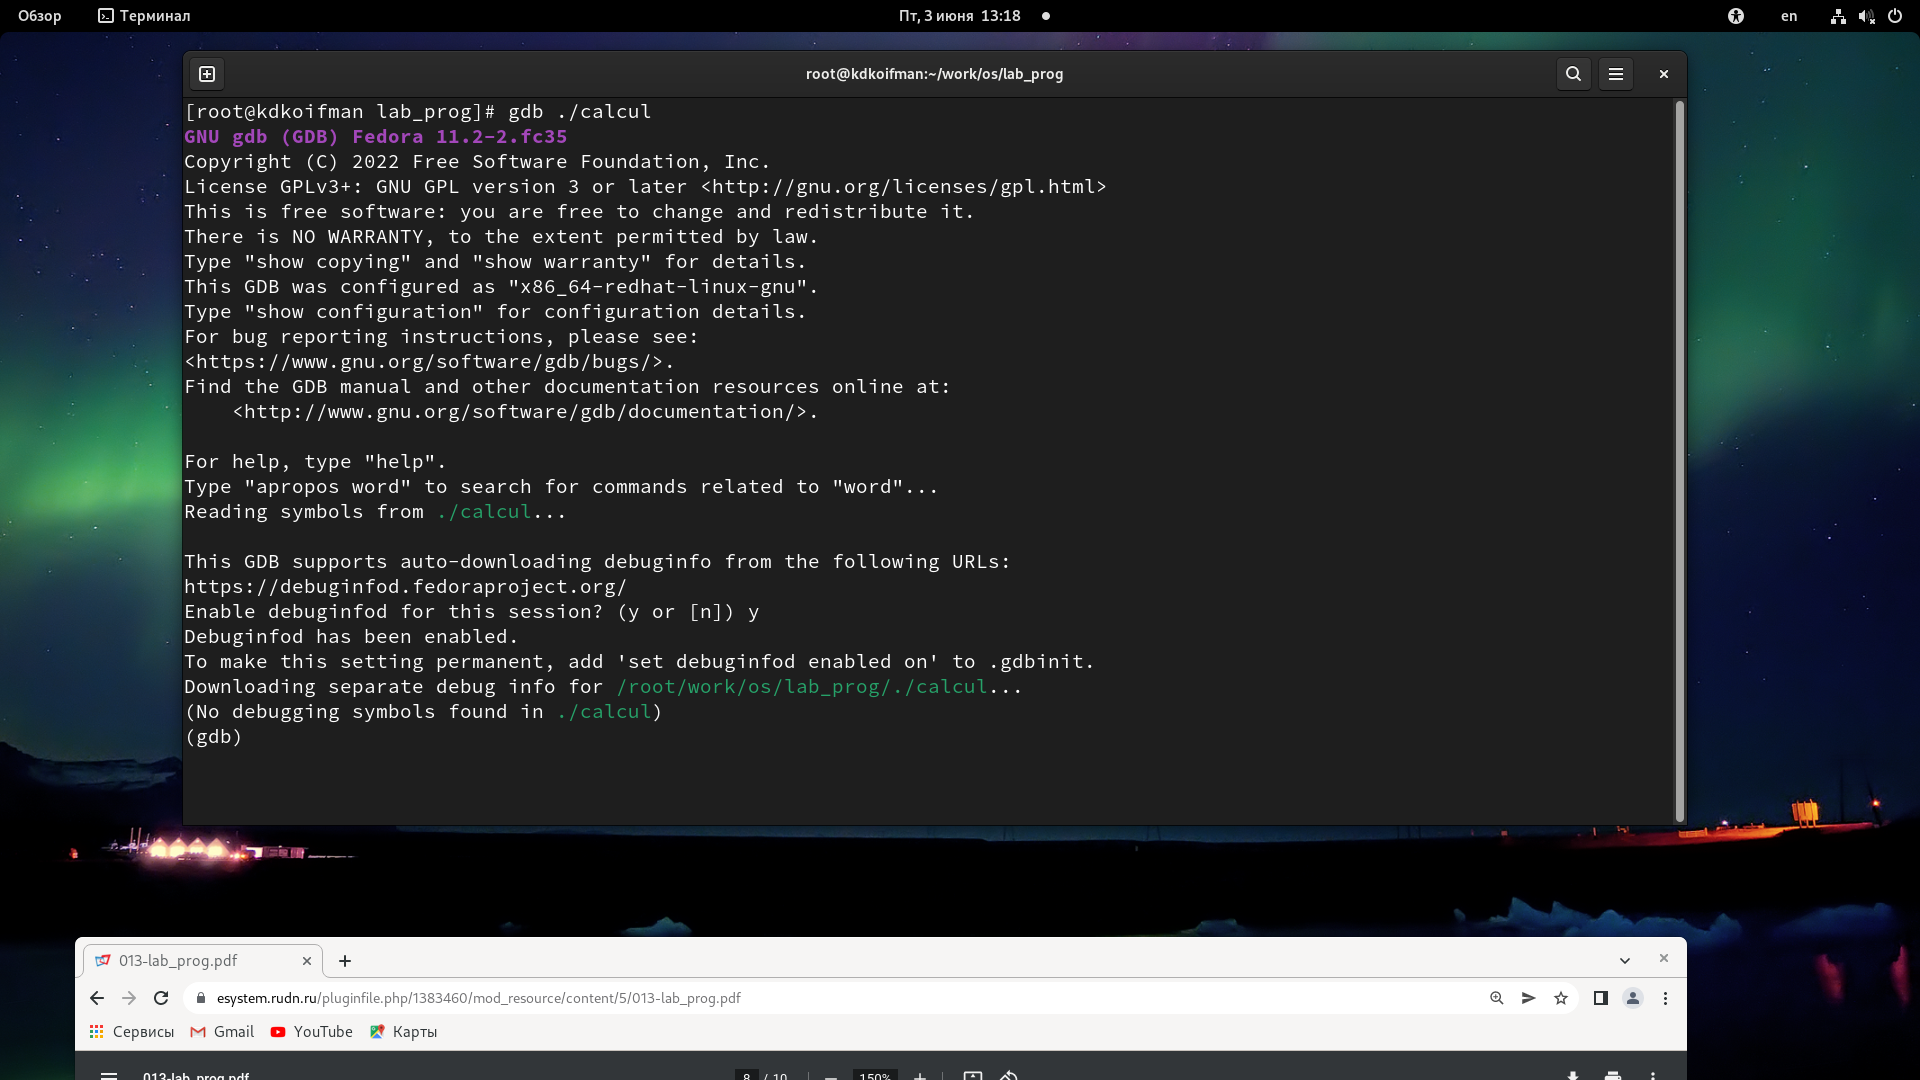 Обзор Терминал Пт, 3 июня 13:18 en
root@kdkoifman:~/work/os/lab_prog
[root@kdkoifman lab_prog]# gdb ./calcul
GNU gdb (GDB) Fedora 11.2-2.fc35
Copyright (C) 2022 Free Software Foundation, Inc.
License GPLv3+: GNU GPL version 3 or later <http://gnu.org/licenses/gpl.html>
This is free software: you are free to change and redistribute it.
There is NO WARRANTY, to the extent permitted by law.
Type "show copying" and "show warranty" for details.
This GDB was configured as "x86_64-redhat-linux-gnu".
Type "show configuration" for configuration details.
For bug reporting instructions, please see:
<https://www.gnu.org/software/gdb/bugs/>.
Find the GDB manual and other documentation resources online at:
    <http://www.gnu.org/software/gdb/documentation/>.
For help, type "help".
Type "apropos word" to search for commands related to "word"...
Reading symbols from ./calcul...
This GDB supports auto-downloading debuginfo from the following URLs:
https://debuginfod.fedoraproject.org/
Enable debuginfod for this session? (y or [n]) y
Debuginfod has been enabled.
To make this setting permanent, add 'set debuginfod enabled on' to .gdbinit.
Downloading separate debug info for /root/work/os/lab_prog/./calcul...
(No debugging symbols found in ./calcul)
(gdb)
013-lab_prog.pdf
esystem.rudn.ru/pluginfile.php/1383460/mod_resource/content/5/013-lab_prog.pdf
Сервисы Gmail YouTube Карты
013-lab_prog.pdf 8 / 10 150%